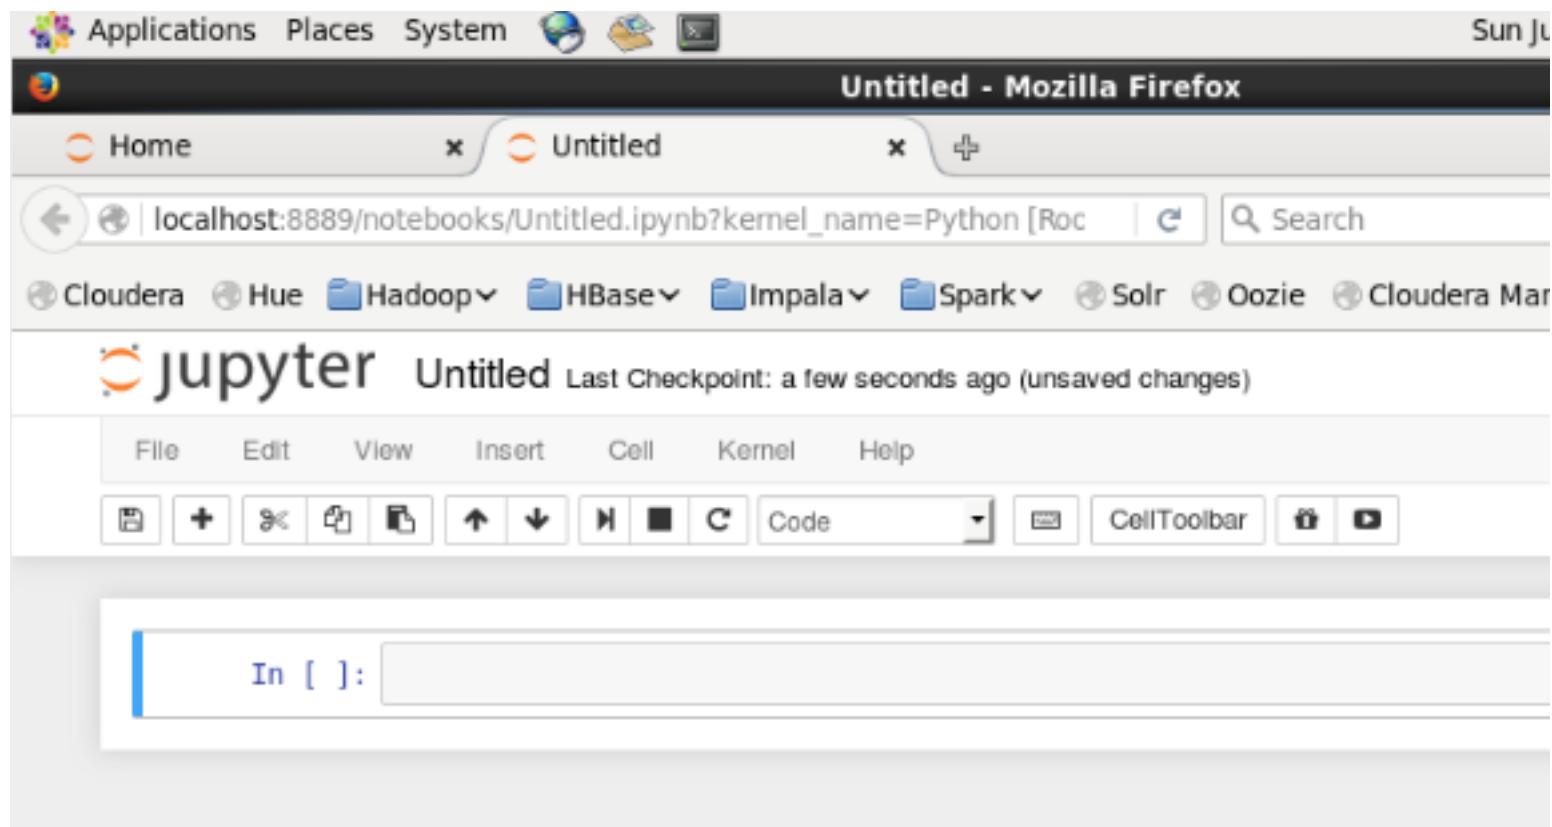 Applications Places System Sun Ju
Untitled - Mozilla Firefox
Home Untitled
localhost:8889/notebooks/Untitled.ipynb?kernel_name=Python [Roo Search
Cloudera Hue Hadoop HBase Impala Spark Solr Oozie Cloudera Man
jupyter Untitled Last Checkpoint: a few seconds ago (unsaved changes)
File Edit View Insert Cell Kernel Help
Code CellToolbar
In [ ]: